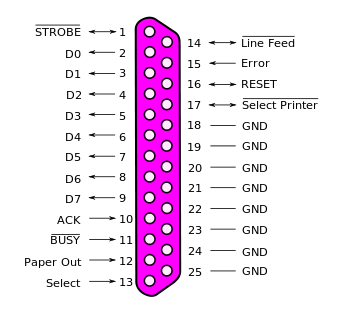 STROBE 1
D0 2
D1 3
D2 4
D3 5
D4 6
D5 7
D6 8
D7 9
ACK 10
BUSY 11
Paper Out 12
Select 13
14 Line Feed
15 Error
16 RESET
17 Select Printer
18 GND
19 GND
20 GND
21 GND
22 GND
23 GND
24 GND
25 GND